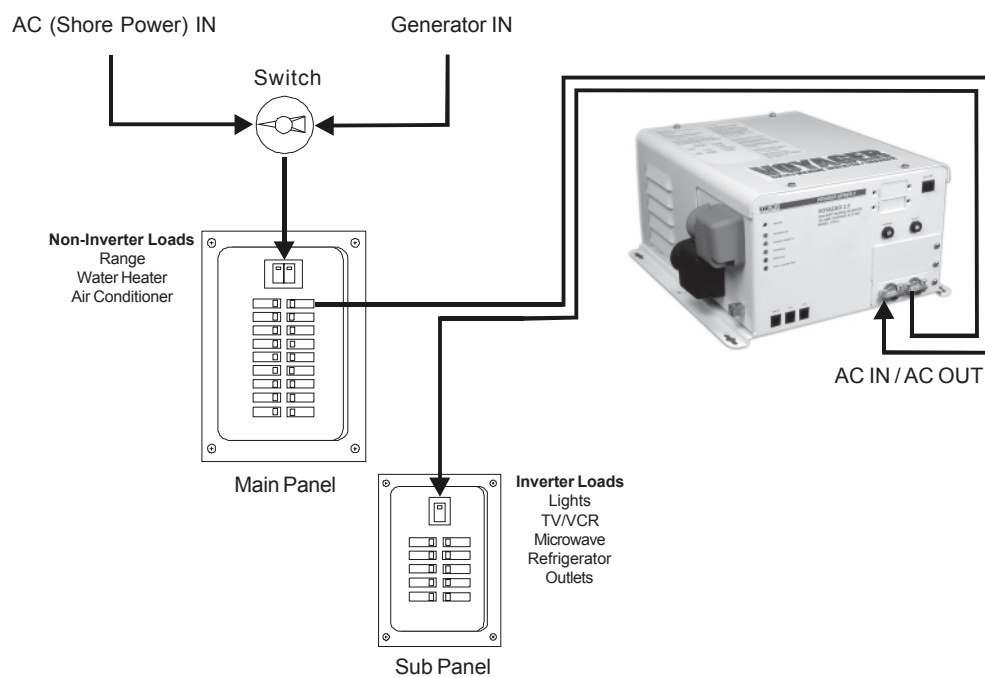 AC (Shore Power) IN
Generator IN
Switch
VOYAGER
Non-Inverter Loads
Range
Water Heater
Air Conditioner
AC IN / AC OUT
Main Panel
Inverter Loads
Lights
TV/VCR
Microwave
Refrigerator
Outlets
Sub Panel